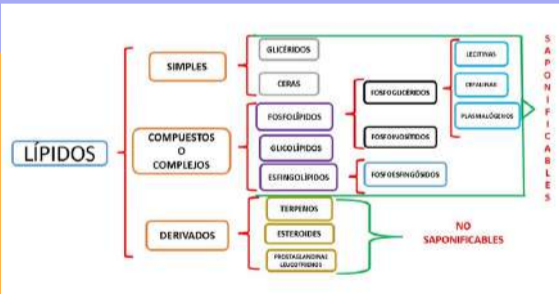 LÍPIDOS
SIMPLES
GLICÉRIDOS
CERAS
COMPUESTOS
O
COMPLEJOS
FOSFOLÍPIDOS
GLICOLÍPIDOS
ESFINGOLÍPIDOS
FOSFOGLICÉRIDOS
FOSFOINOSÍTIDOS
FOSFOESFINGÓSIDOS
LECITINAS
CEFALINAS
PLASMALÓGENOS
SAPONIFICABLES
DERIVADOS
TERPENOS
ESTEROIDES
PROSTAGLANDINAS
LEUCOTRIENOS
NO
SAPONIFICABLES